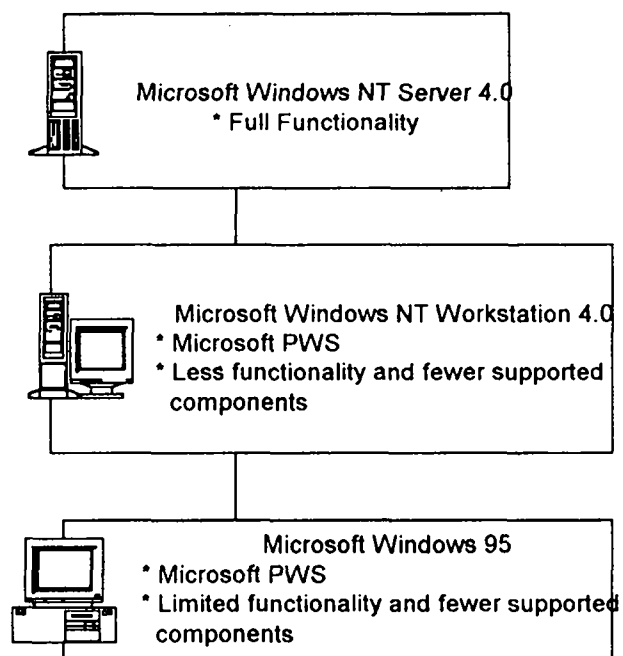 Microsoft Windows NT Server 4.0
* Full Functionality
Microsoft Windows NT Workstation 4.0
* Microsoft PWS
* Less functionality and fewer supported
components
Microsoft Windows 95
* Microsoft PWS
* Limited functionality and fewer supported
components